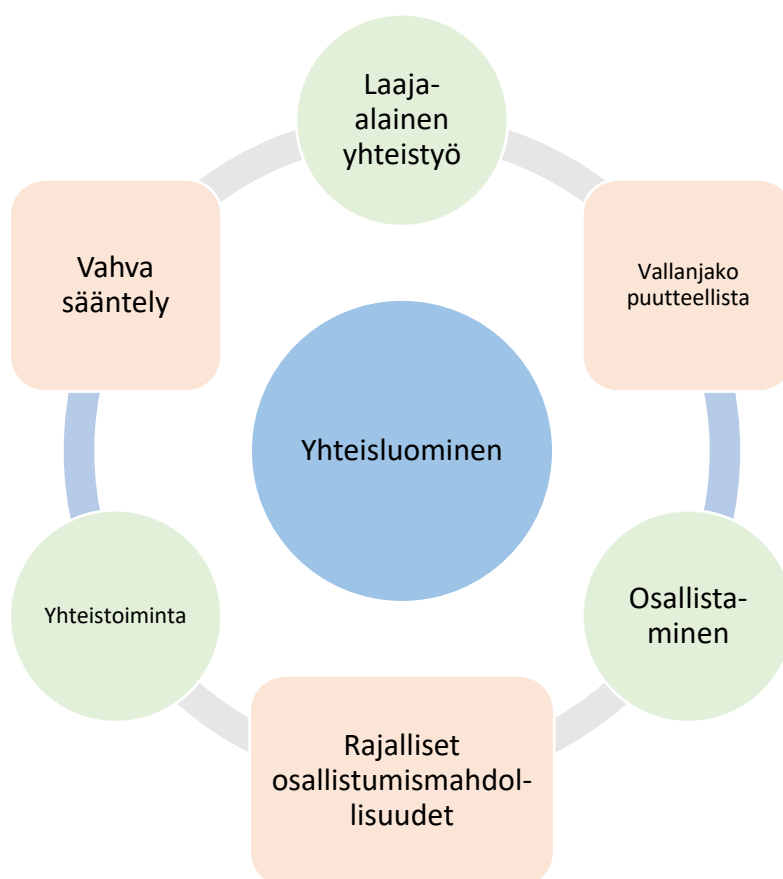 Laaja-
alainen
yhteistyö
Vahva
sääntely
Vallanjako
puutteellista
Yhteisluominen
Yhteistoiminta
Osallista-
minen
Rajalliset
osallistumismahdol-
lisuudet